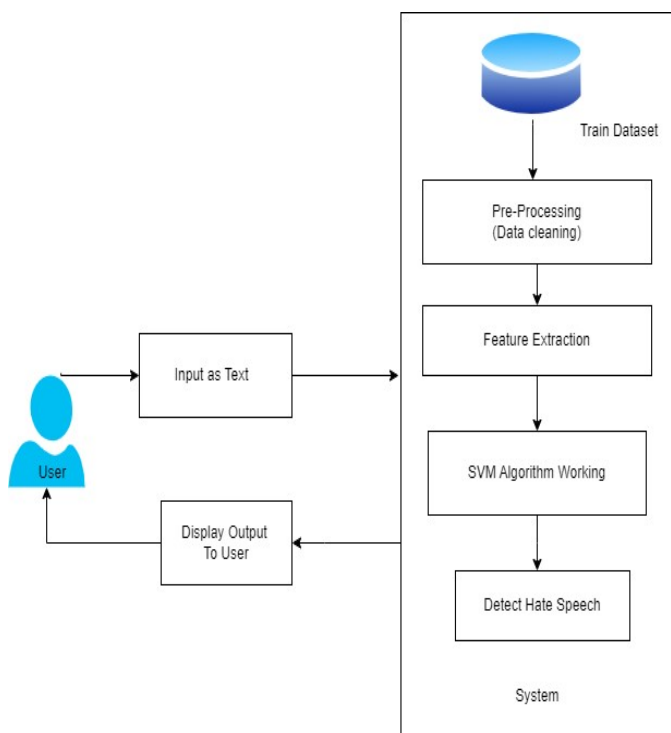 Train Dataset
Pre-Processing
(Data cleaning)
Feature Extraction
Input as Text
User
SVM Algorithm Working
Display Output
To User
Detect Hate Speech
System